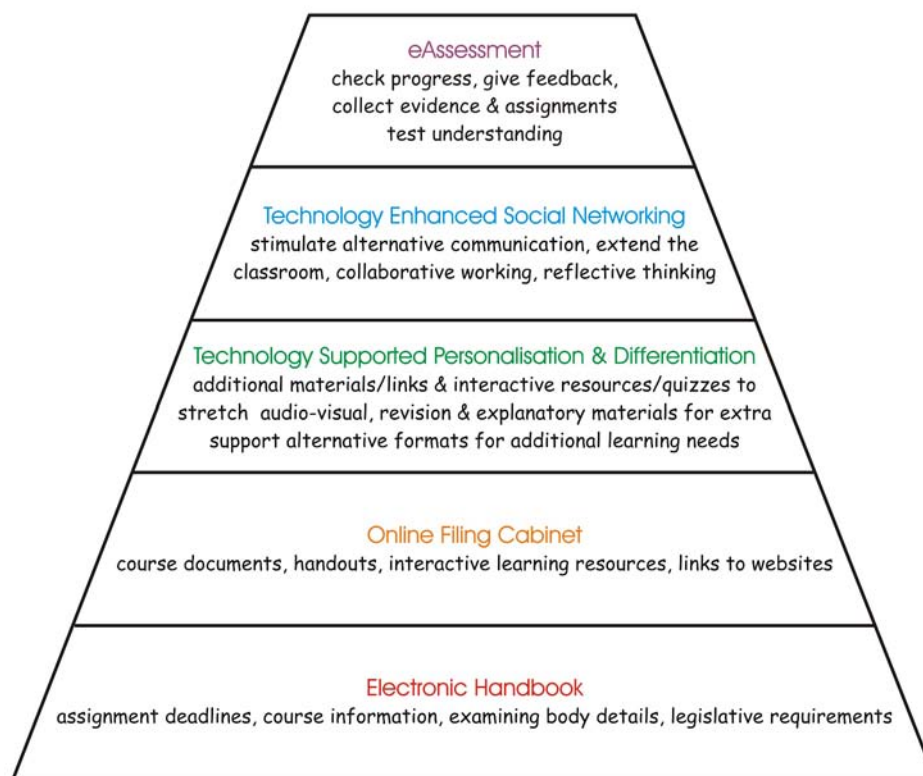 eAssessment
check progress, give feedback,
collect evidence & assignments
test understanding
Technology Enhanced Social Networking
stimulate alternative communication, extend the
classroom, collaborative working, reflective thinking
Technology Supported Personalisation & Differentiation
additional materials/links & interactive resources/quizzes to
stretch audio-visual, revision & explanatory materials for extra
support alternative formats for additional learning needs
Online Filing Cabinet
course documents, handouts, interactive learning resources, links to websites
Electronic Handbook
assignment deadlines, course information, examining body details, legislative requirements